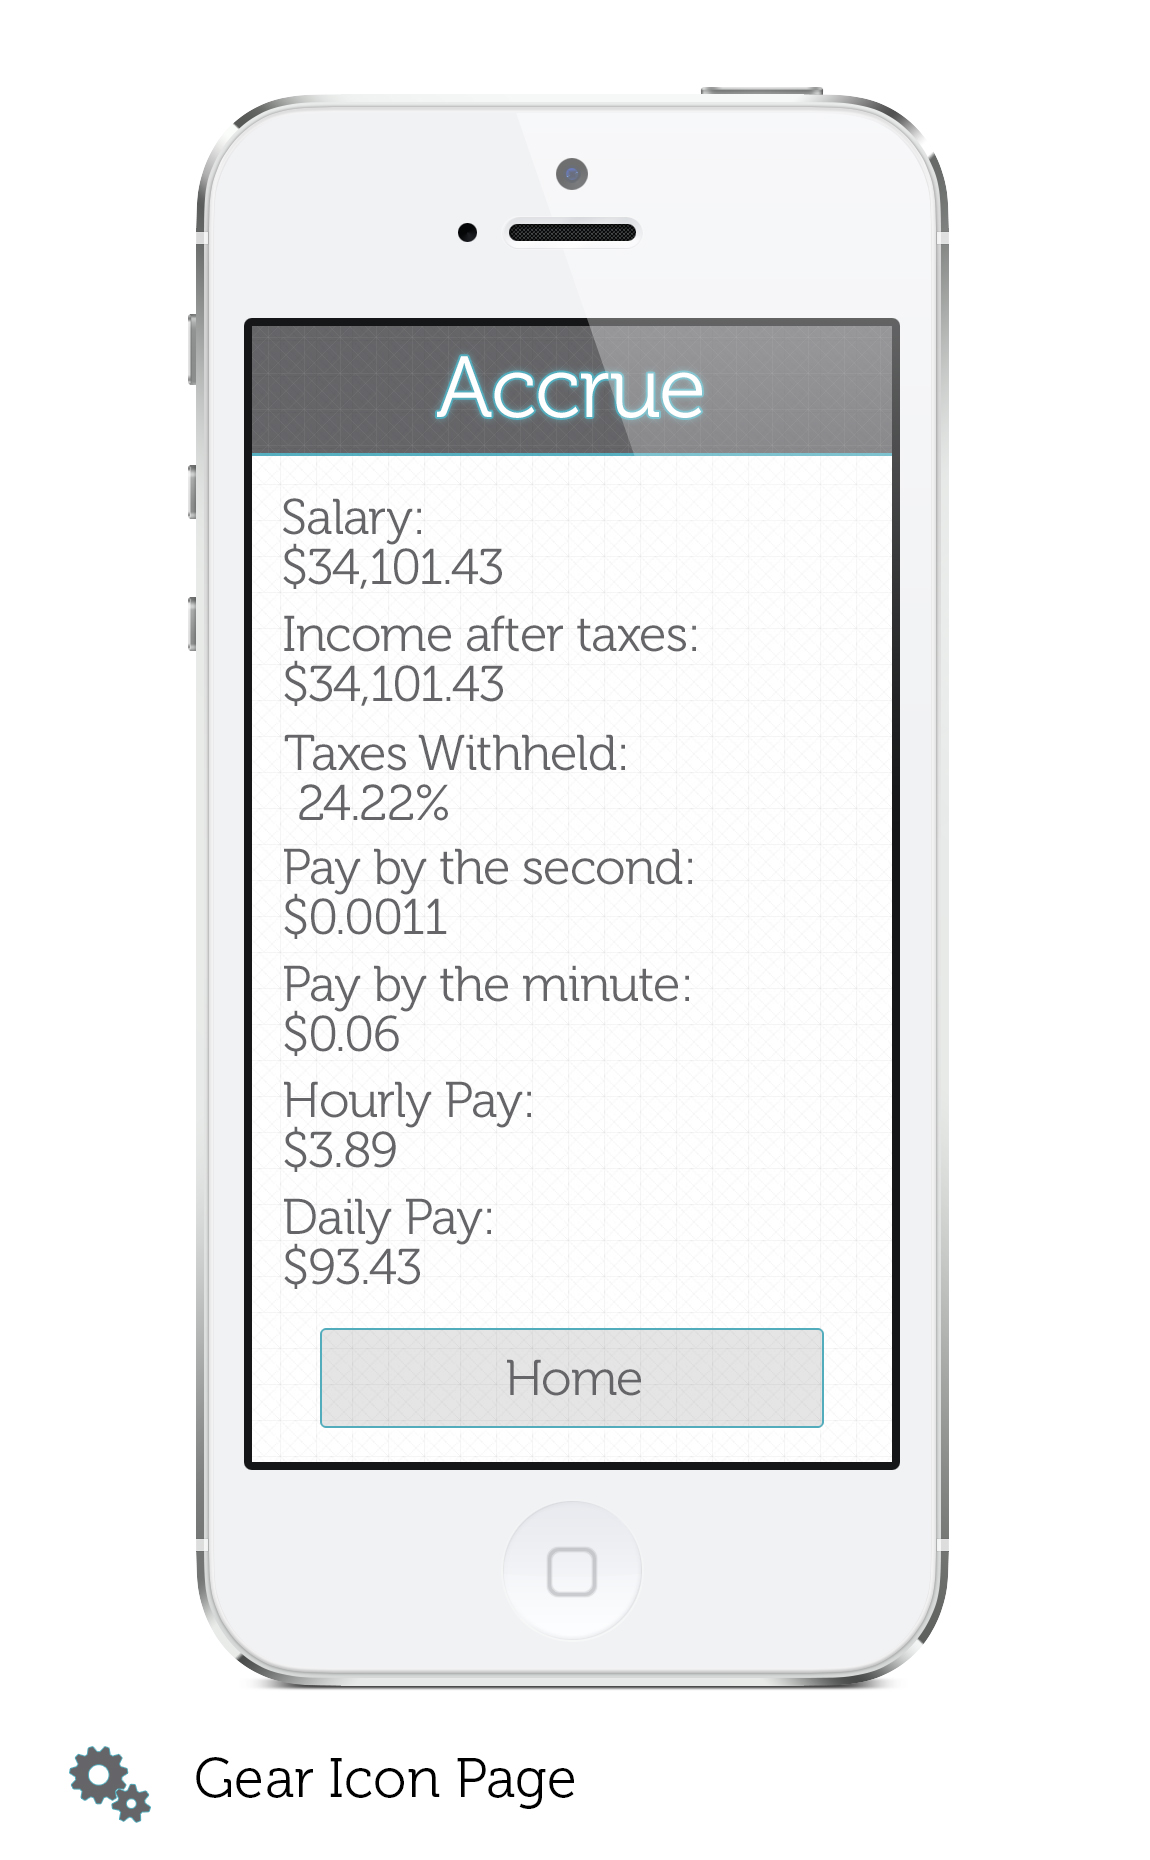 Accrue
Salary:
$34,101.43
Income after taxes:
$34,101.43
Taxes Withheld:
24.22%
Pay by the second:
$0.0011
Pay by the minute:
$0.06
Hourly Pay:
$3.89
Daily Pay:
$93.43
Home
Gear Icon Page